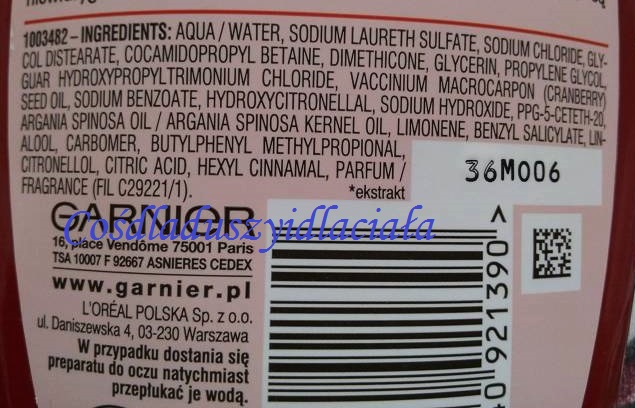 1003482 – INGREDIENTS: AQUA / WATER, SODIUM LAURETH SULFATE, SODIUM CHLORIDE, GLY-
COL DISTEARATE, COCAMIDOPROPYL BETAINE, DIMETHICONE, GLYCERIN, PROPYLENE GLYCOL,
GUAR HYDROXYPROPYLTRIMONIUM CHLORIDE, VACCINIUM MACROCARPON (CRANBERRY)
SEED OIL, SODIUM BENZOATE, HYDROXYCITRONELLAL, SODIUM HYDROXIDE, PPG-5-CETETH-20,
ARGANIA SPINOSA OIL / ARGANIA SPINOSA KERNEL OIL, LIMONENE, BENZYL SALICYLATE, LIN-
ALOOL, CARBOMER, BUTYLPHENYL METHYLPROPIONAL,
CITRONELLOL, CITRIC ACID, HEXYL CINNAMAL, PARFUM /
FRAGRANCE (FIL C29221/1).
*ekstrakt
36M006
GARNIER
Cośdladuszyidlaciała
16, place Vendôme 75001 Paris
TSA 10007 F 92667 ASNIERES CEDEX
www.garnier.pl
L'ORÉAL POLSKA Sp. z o.o.
ul. Daniszewska 4, 03-230 Warszawa
W przypadku dostania się
preparatu do oczu natychmiast
przepłukać je wodą.
40 921390 >